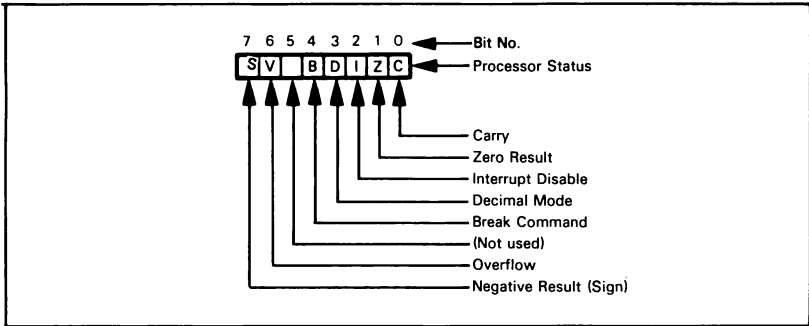 7 6 5 4 3 2 1 0 Bit No.
S V B D I Z C Processor Status
Carry
Zero Result
Interrupt Disable
Decimal Mode
Break Command
(Not used)
Overflow
Negative Result (Sign)